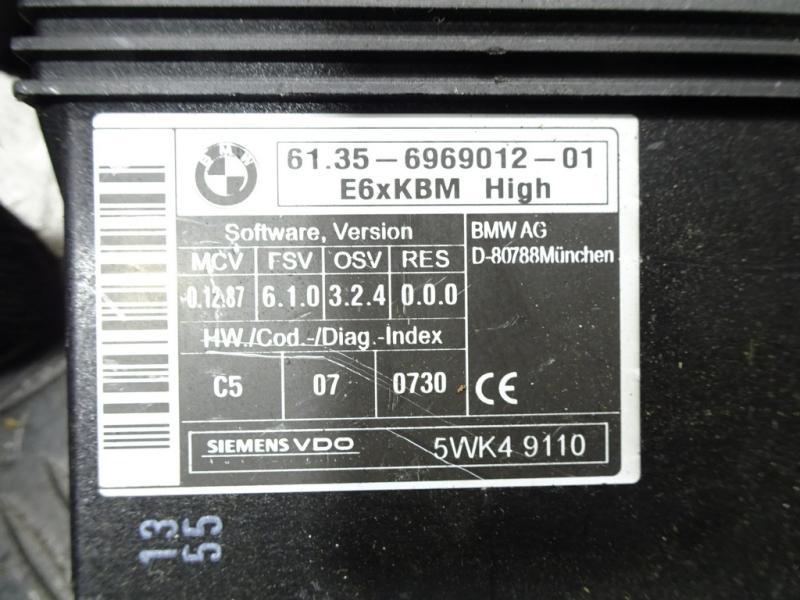 BMW
61.35-6969012-01
E6xKBM High
Software, Version
MCV FSV OSV RES
0.12.87 6.1.0 3.2.4 0.0.0
HW./Cod.-/Diag.-Index
C5 07 0730
BMW AG
D-80788München
CE
SIEMENS VDO 5WK4 9110
13
55